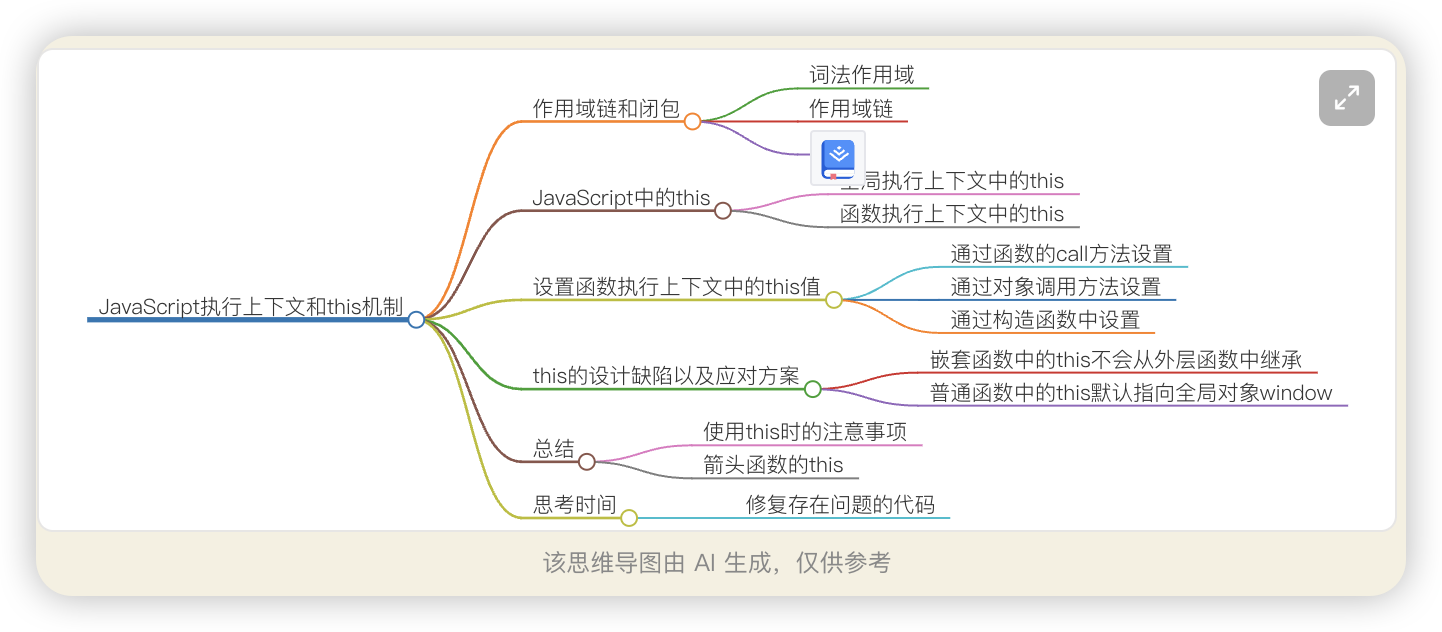 词法作用域
作用域链和闭包
作用域链
JavaScript中的this
局执行上下文中的this
函数执行上下文中的this
通过函数的call方法设置
设置函数执行上下文中的this值
通过对象调用方法设置
JavaScript执行上下文和this机制
通过构造函数中设置
嵌套函数中的this不会从外层函数中继承
this的设计缺陷以及应对方案
普通函数中的this默认指向全局对象window
使用this时的注意事项
总结
箭头函数的this
思考时间
修复存在问题的代码
该思维导图由 AI 生成，仅供参考